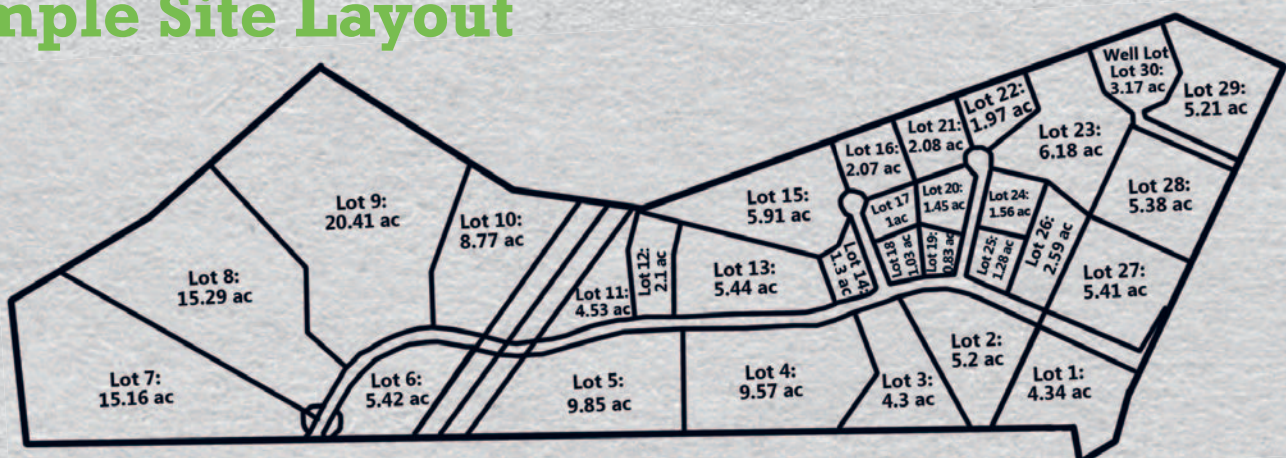 mple Site Layout
Well Lot
Lot 30:
3.17 ac
Lot 29:
5.21 ac
Lot 22:
1.97 ac
Lot 21:
2.08 ac
Lot 23:
6.18 ac
Lot 16:
2.07 ac
Lot 15:
5.91 ac
Lot 9:
20.41 ac
Lot 10:
8.77 ac
Lot 17
1ac
Lot 20:
1.45 ac
Lot 24:
1.56 ac
Lot 28:
5.38 ac
Lot 8:
15.29 ac
Lot 11:
4.53 ac
Lot 12:
2.1 ac
Lot 13:
5.44 ac
Lot 14:
1.3 ac
Lot 18
1.03 ac
Lot 19:
0.83 ac
Lot 25:
1.28 ac
Lot 26:
2.59 ac
Lot 27:
5.41 ac
Lot 7:
15.16 ac
Lot 6:
5.42 ac
Lot 5:
9.85 ac
Lot 4:
9.57 ac
Lot 3:
4.3 ac
Lot 2:
5.2 ac
Lot 1:
4.34 ac